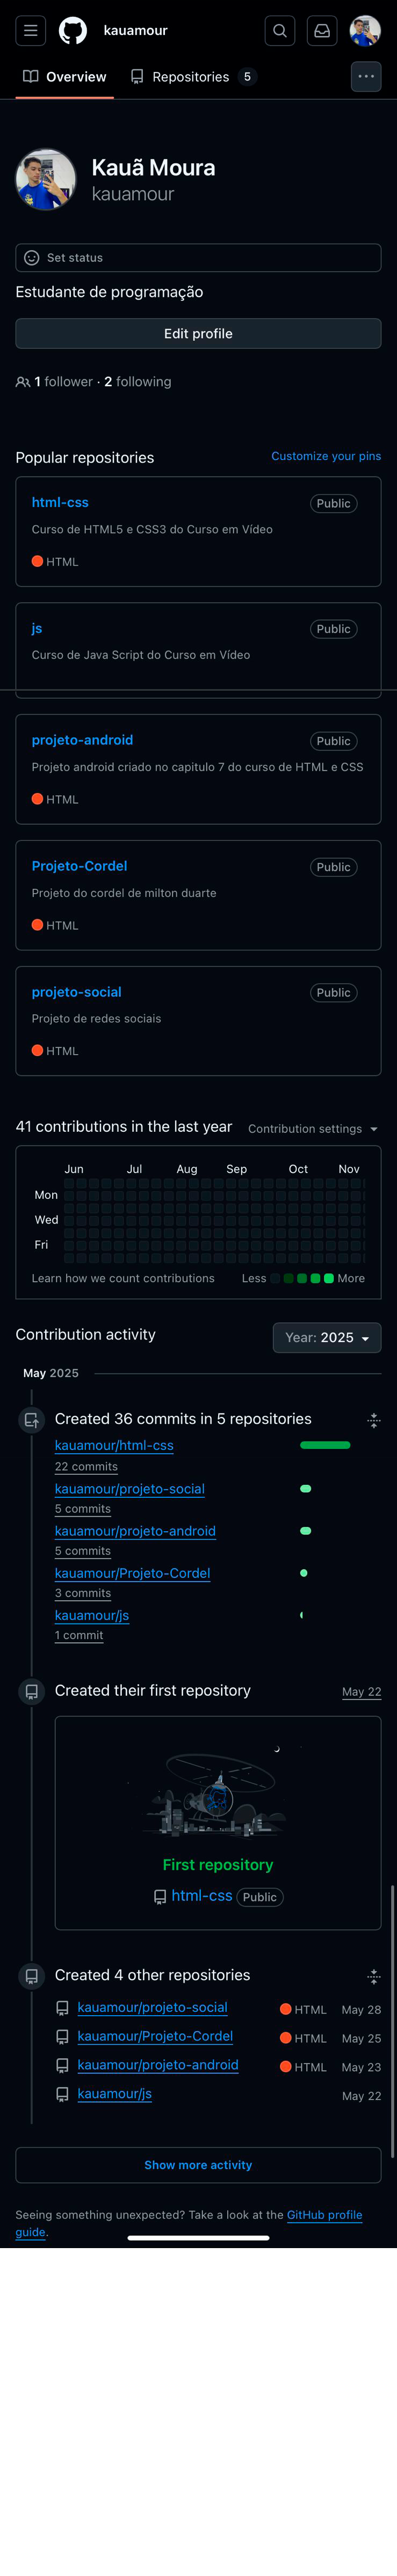 kauamour
Overview
Repositories 5
Kauã Moura
kauamour
Set status
Estudante de programação
Edit profile
1 follower · 2 following
Popular repositories
Customize your pins
html-css
Public
Curso de HTML5 e CSS3 do Curso em Vídeo
HTML
js
Public
Curso de Java Script do Curso em Vídeo
projeto-android
Public
Projeto android criado no capitulo 7 do curso de HTML e CSS
HTML
Projeto-Cordel
Public
Projeto do cordel de milton duarte
HTML
projeto-social
Public
Projeto de redes sociais
HTML
41 contributions in the last year
Contribution settings
Jun Jul Aug Sep Oct Nov
Mon
Wed
Fri
Learn how we count contributions
Less More
Contribution activity
Year: 2025
May 2025
Created 36 commits in 5 repositories
kauamour/html-css
22 commits
kauamour/projeto-social
5 commits
kauamour/projeto-android
5 commits
kauamour/Projeto-Cordel
3 commits
kauamour/js
1 commit
Created their first repository
May 22
First repository
html-css Public
Created 4 other repositories
kauamour/projeto-social HTML May 28
kauamour/Projeto-Cordel HTML May 25
kauamour/projeto-android HTML May 23
kauamour/js May 22
Show more activity
Seeing something unexpected? Take a look at the GitHub profile
guide.